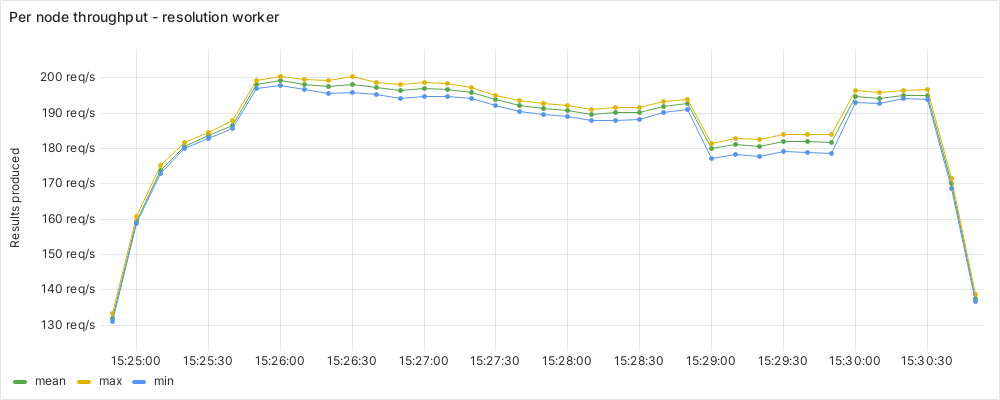 Per node throughput - resolution worker
Results produced
200 req/s
190 req/s
180 req/s
170 req/s
160 req/s
150 req/s
140 req/s
130 req/s
15:25:00 15:25:30 15:26:00 15:26:30 15:27:00 15:27:30 15:28:00 15:28:30 15:29:00 15:29:30 15:30:00 15:30:30
mean max min